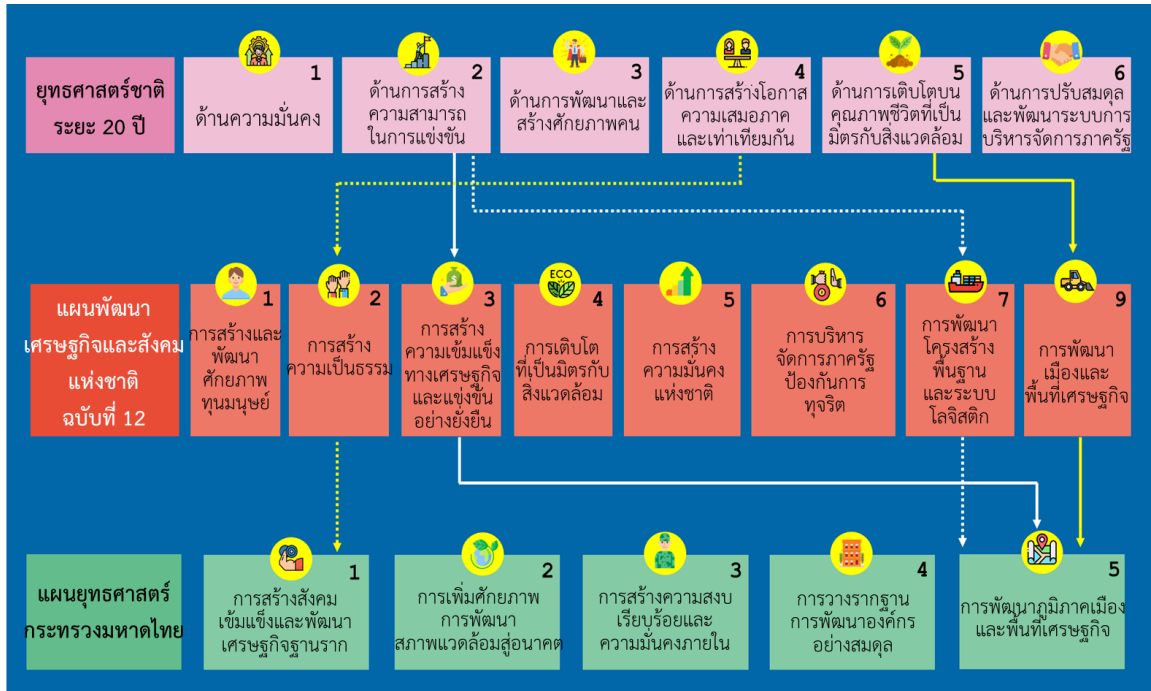 ยุทธศาสตร์ชาติ
ระยะ 20 ปี
1
ด้านความมั่นคง
2
ด้านการสร้าง
ความสามารถ
ในการแข่งขัน
3
ด้านการพัฒนาและ
สร้างศักยภาพคน
4
ด้านการสร้างโอกาส
ความเสมอภาค
และเท่าเทียมกัน
5
ด้านการเติบโตบน
คุณภาพชีวิตที่เป็น
มิตรกับสิ่งแวดล้อม
6
ด้านการปรับสมดุล
และพัฒนาระบบการ
บริหารจัดการภาครัฐ
แผนพัฒนา
เศรษฐกิจและสังคม
แห่งชาติ
ฉบับที่ 12
1
การสร้างและ
พัฒนา
ศักยภาพ
ทุนมนุษย์
2
การสร้าง
ความเป็นธรรม
3
การสร้าง
ความเข้มแข็ง
ทางเศรษฐกิจ
และแข่งขัน
อย่างยั่งยืน
ECO
4
การเติบโต
ที่เป็นมิตรกับ
สิ่งแวดล้อม
5
การสร้าง
ความมั่นคง
แห่งชาติ
6
การบริหาร
จัดการภาครัฐ
ป้องกันการ
ทุจริต
7
การพัฒนา
โครงสร้าง
พื้นฐาน
และระบบ
โลจิสติก
9
การพัฒนา
เมืองและ
พื้นที่เศรษฐกิจ
แผนยุทธศาสตร์
กระทรวงมหาดไทย
1
การสร้างสังคม
เข้มแข็งและพัฒนา
เศรษฐกิจฐานราก
2
การเพิ่มศักยภาพ
การพัฒนา
สภาพแวดล้อมสู่อนาคต
3
การสร้างความสงบ
เรียบร้อยและ
ความมั่นคงภายใน
4
การวางรากฐาน
การพัฒนาองค์กร
อย่างสมดุล
5
การพัฒนาภูมิภาคเมือง
และพื้นที่เศรษฐกิจ